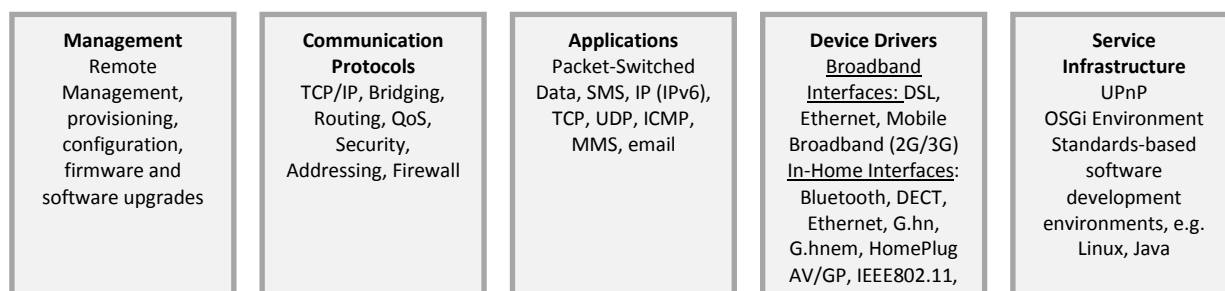 Management
Remote
Management,
provisioning,
configuration,
firmware and
software upgrades
Communication
Protocols
TCP/IP, Bridging,
Routing, QoS,
Security,
Addressing, Firewall
Applications
Packet-Switched
Data, SMS, IP (IPv6),
TCP, UDP, ICMP,
MMS, email
Device Drivers
Broadband
Interfaces: DSL,
Ethernet, Mobile
Broadband (2G/3G)
In-Home Interfaces:
Bluetooth, DECT,
Ethernet, G.hn,
G.hnem, HomePlug
AV/GP, IEEE802.11,
Service
Infrastructure
UPnP
OSGi Environment
Standards-based
software
development
environments, e.g.
Linux, Java